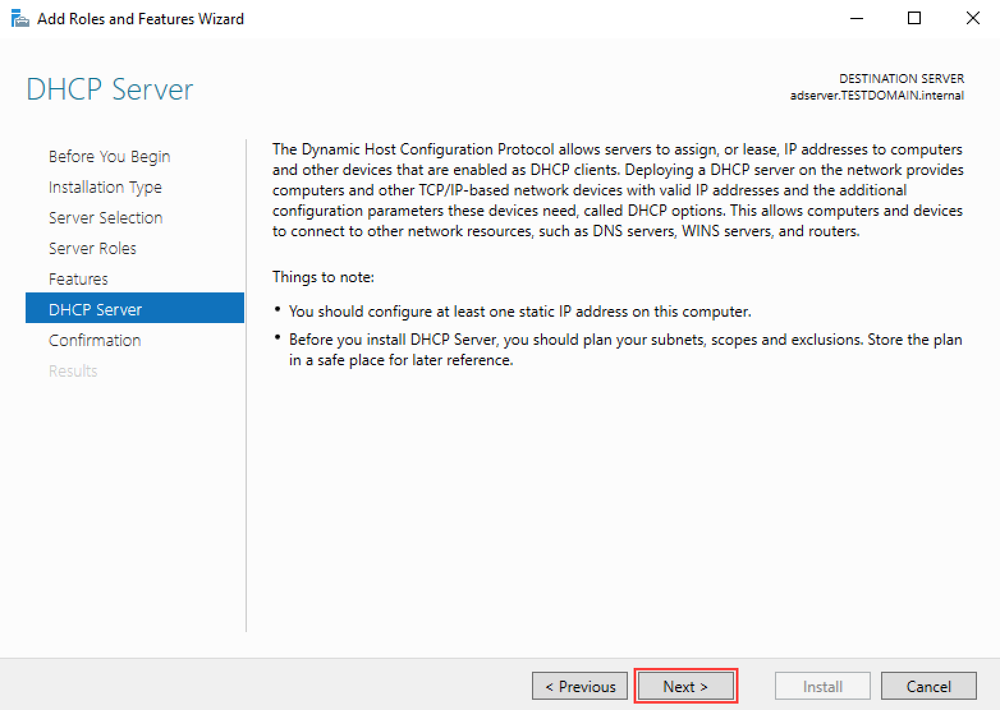 Add Roles and Features Wizard
DHCP Server
DESTINATION SERVER
adserver.TESTDOMAIN.internal
Before You Begin
Installation Type
Server Selection
Server Roles
Features
DHCP Server
Confirmation
Results
The Dynamic Host Configuration Protocol allows servers to assign, or lease, IP addresses to computers
and other devices that are enabled as DHCP clients. Deploying a DHCP server on the network provides
computers and other TCP/IP-based network devices with valid IP addresses and the additional
configuration parameters these devices need, called DHCP options. This allows computers and devices
to connect to other network resources, such as DNS servers, WINS servers, and routers.
Things to note:
• You should configure at least one static IP address on this computer.
• Before you install DHCP Server, you should plan your subnets, scopes and exclusions. Store the plan
in a safe place for later reference.
< Previous
Next >
Install
Cancel